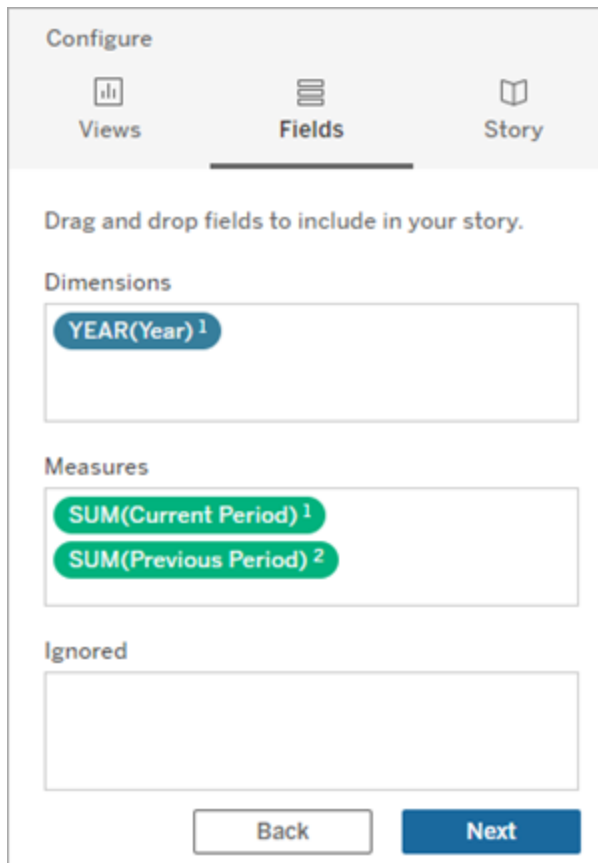 Configure
Views Fields Story
Drag and drop fields to include in your story.
Dimensions
YEAR(Year) 1
Measures
SUM(Current Period) 1
SUM(Previous Period) 2
Ignored
Back Next